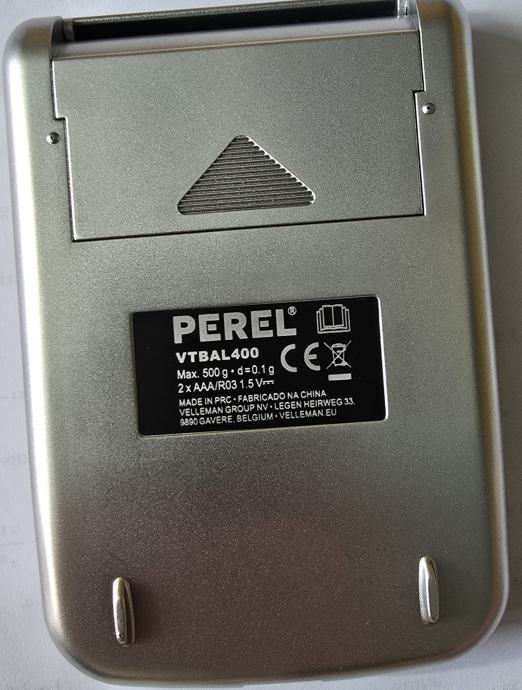 PEREL®
VTBAL400
Max. 500 g • d=0.1 g
2 x AAA/R03 1.5 V⎓
CE
MADE IN PRC • FABRICADO NA CHINA
VELLEMAN GROUP NV • LEGEN HEIRWEG 33,
9890 GAVERE, BELGIUM • VELLEMAN.EU